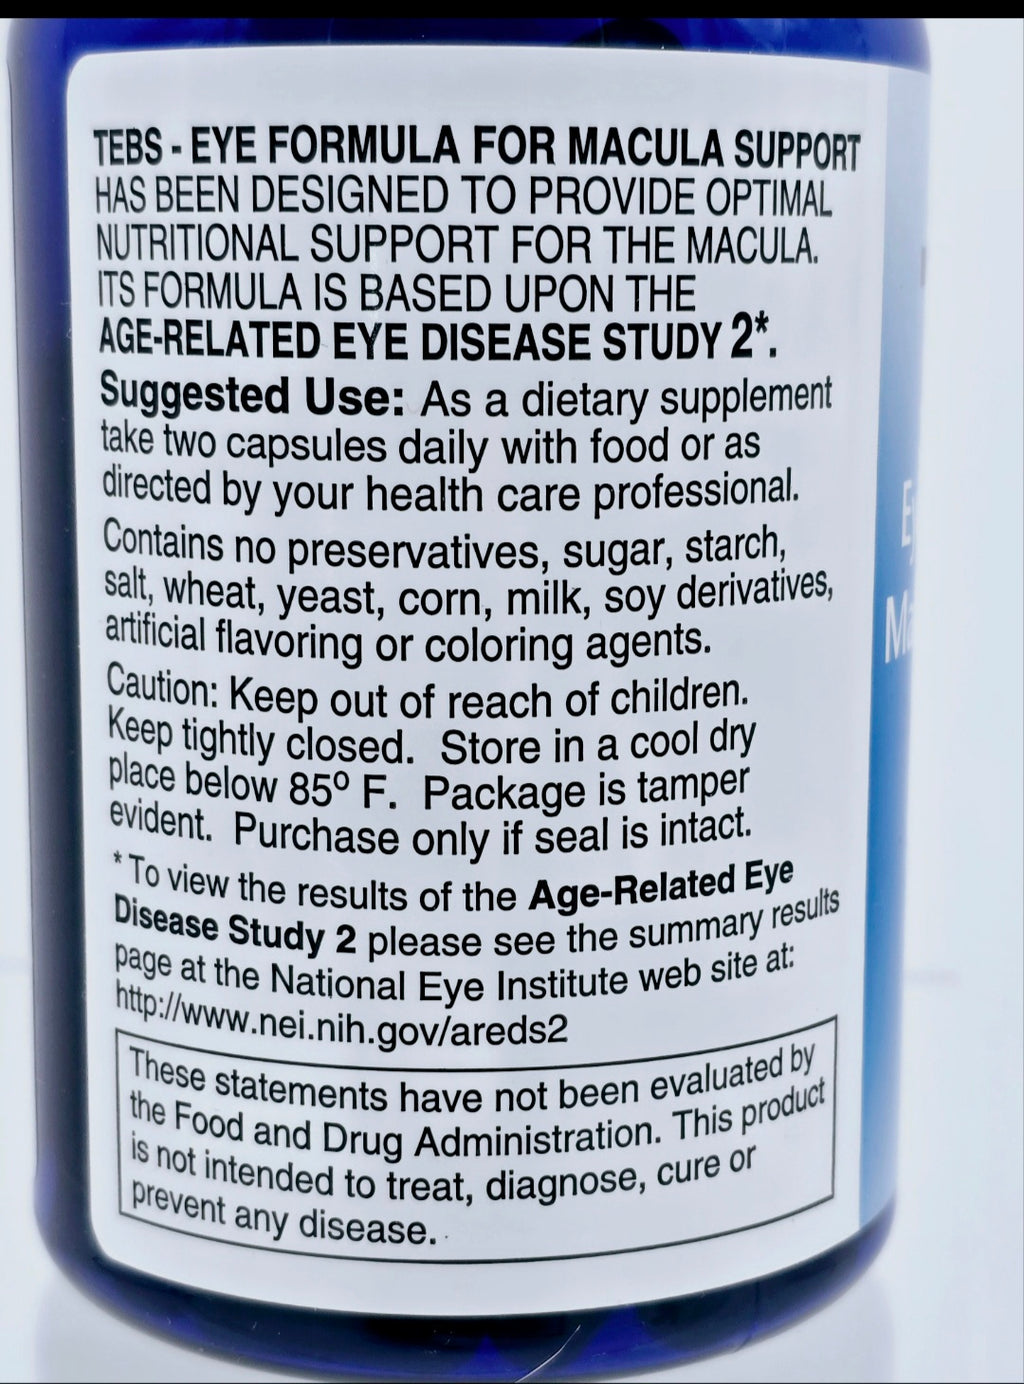 TEBS - EYE FORMULA FOR MACULA SUPPORT
HAS BEEN DESIGNED TO PROVIDE OPTIMAL
NUTRITIONAL SUPPORT FOR THE MACULA.
ITS FORMULA IS BASED UPON THE
AGE-RELATED EYE DISEASE STUDY 2*.
Suggested Use: As a dietary supplement
take two capsules daily with food or as
directed by your health care professional.
Contains no preservatives, sugar, starch,
salt, wheat, yeast, corn, milk, soy derivatives,
artificial flavoring or coloring agents.
Caution: Keep out of reach of children.
Keep tightly closed. Store in a cool dry
place below 85º F. Package is tamper
evident. Purchase only if seal is intact.
* To view the results of the Age-Related Eye
Disease Study 2 please see the summary results
page at the National Eye Institute web site at:
http://www.nei.nih.gov/areds2
These statements have not been evaluated by
the Food and Drug Administration. This product
is not intended to treat, diagnose, cure or
prevent any disease.